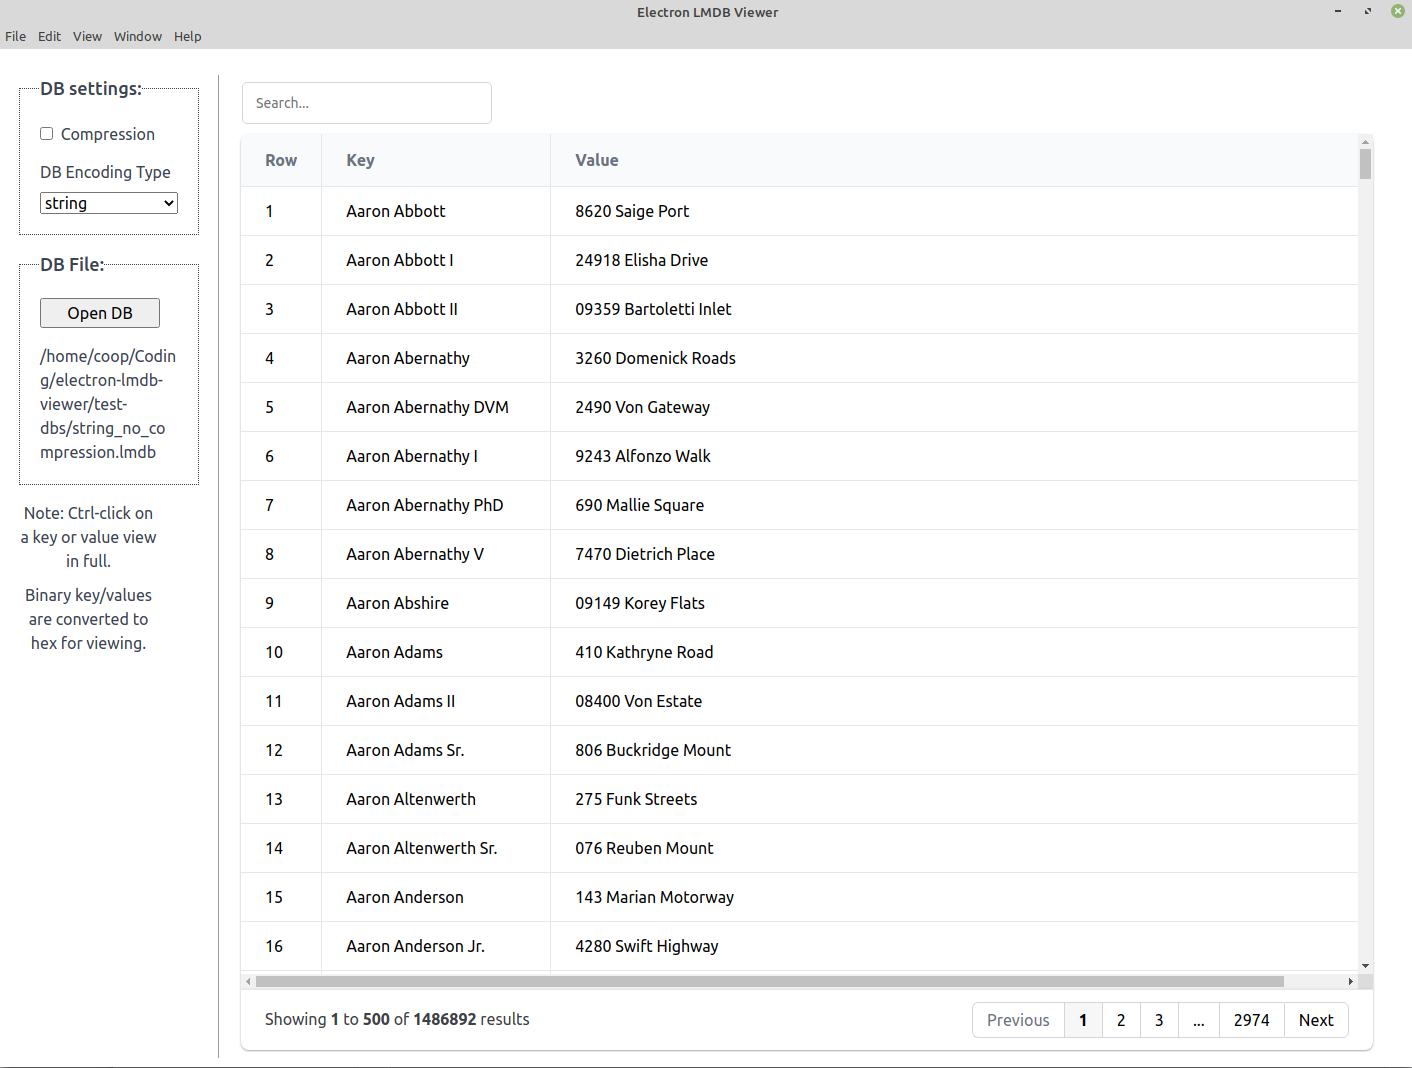 Electron LMDB Viewer
File Edit View Window Help
DB settings:
Compression
DB Encoding Type
string
DB File:
Open DB
/home/coop/Codin
g/electron-lmdb-
viewer/test-
dbs/string_no_co
mpression.lmdb
Note: Ctrl-click on
a key or value view
in full.
Binary key/values
are converted to
hex for viewing.
Search...
Row Key Value
1 Aaron Abbott 8620 Saige Port
2 Aaron Abbott I 24918 Elisha Drive
3 Aaron Abbott II 09359 Bartoletti Inlet
4 Aaron Abernathy 3260 Domenick Roads
5 Aaron Abernathy DVM 2490 Von Gateway
6 Aaron Abernathy I 9243 Alfonzo Walk
7 Aaron Abernathy PhD 690 Mallie Square
8 Aaron Abernathy V 7470 Dietrich Place
9 Aaron Abshire 09149 Korey Flats
10 Aaron Adams 410 Kathryne Road
11 Aaron Adams II 08400 Von Estate
12 Aaron Adams Sr. 806 Buckridge Mount
13 Aaron Altenwerth 275 Funk Streets
14 Aaron Altenwerth Sr. 076 Reuben Mount
15 Aaron Anderson 143 Marian Motorway
16 Aaron Anderson Jr. 4280 Swift Highway
Showing 1 to 500 of 1486892 results
Previous 1 2 3 ... 2974 Next